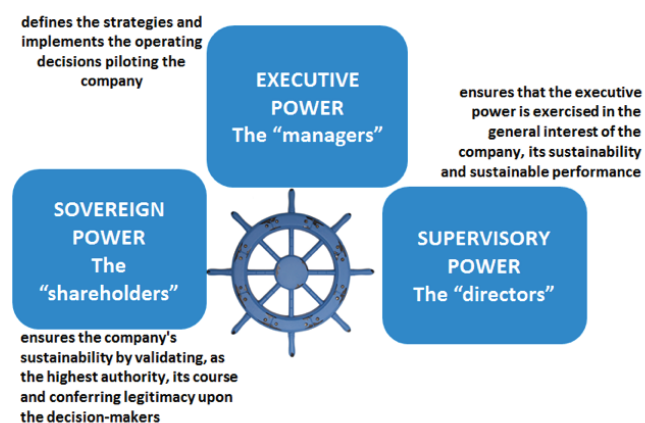 defines the strategies and
implements the operating
decisions piloting the
company
EXECUTIVE
POWER
The “managers”
ensures that the executive
power is exercised in the
general interest of the
company, its sustainability
and sustainable performance
SOVEREIGN
POWER
The
“shareholders”
SUPERVISORY
POWER
The “directors”
ensures the company's
sustainability by validating, as
the highest authority, its course
and conferring legitimacy upon
the decision-makers